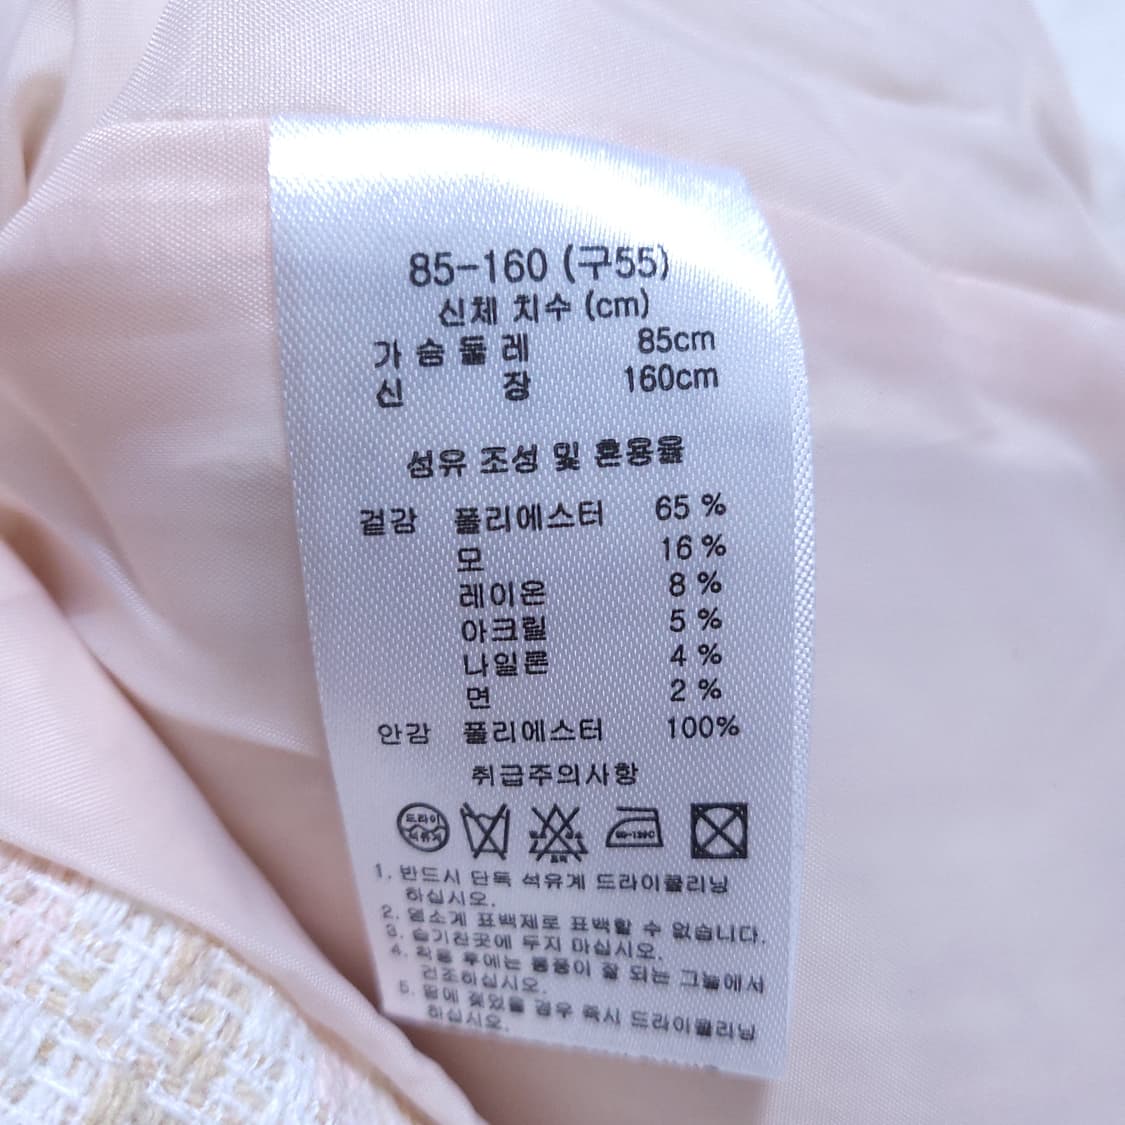 85-160 (구55)
신체 치수 (cm)
가슴둘레 85cm
신 장 160cm
섬유 조성 및 혼용율
겉감 폴리에스터 65 %
모 16 %
레이온 8 %
아크릴 5 %
나일론 4 %
면 2 %
안감 폴리에스터 100%
취급주의사항
드라이
석유계
1. 반드시 단독 석유계 드라이클리닝
하십시오.
2. 염소계 표백제로 표백할 수 없습니다.
3. 습기찬곳에 두지 마십시오.
4. 착용 후에는 통풍이 잘 되는 그늘에서
건조하십시오.
5. 땀에 젖었을 경우 즉시 드라이클리닝
하십시오.